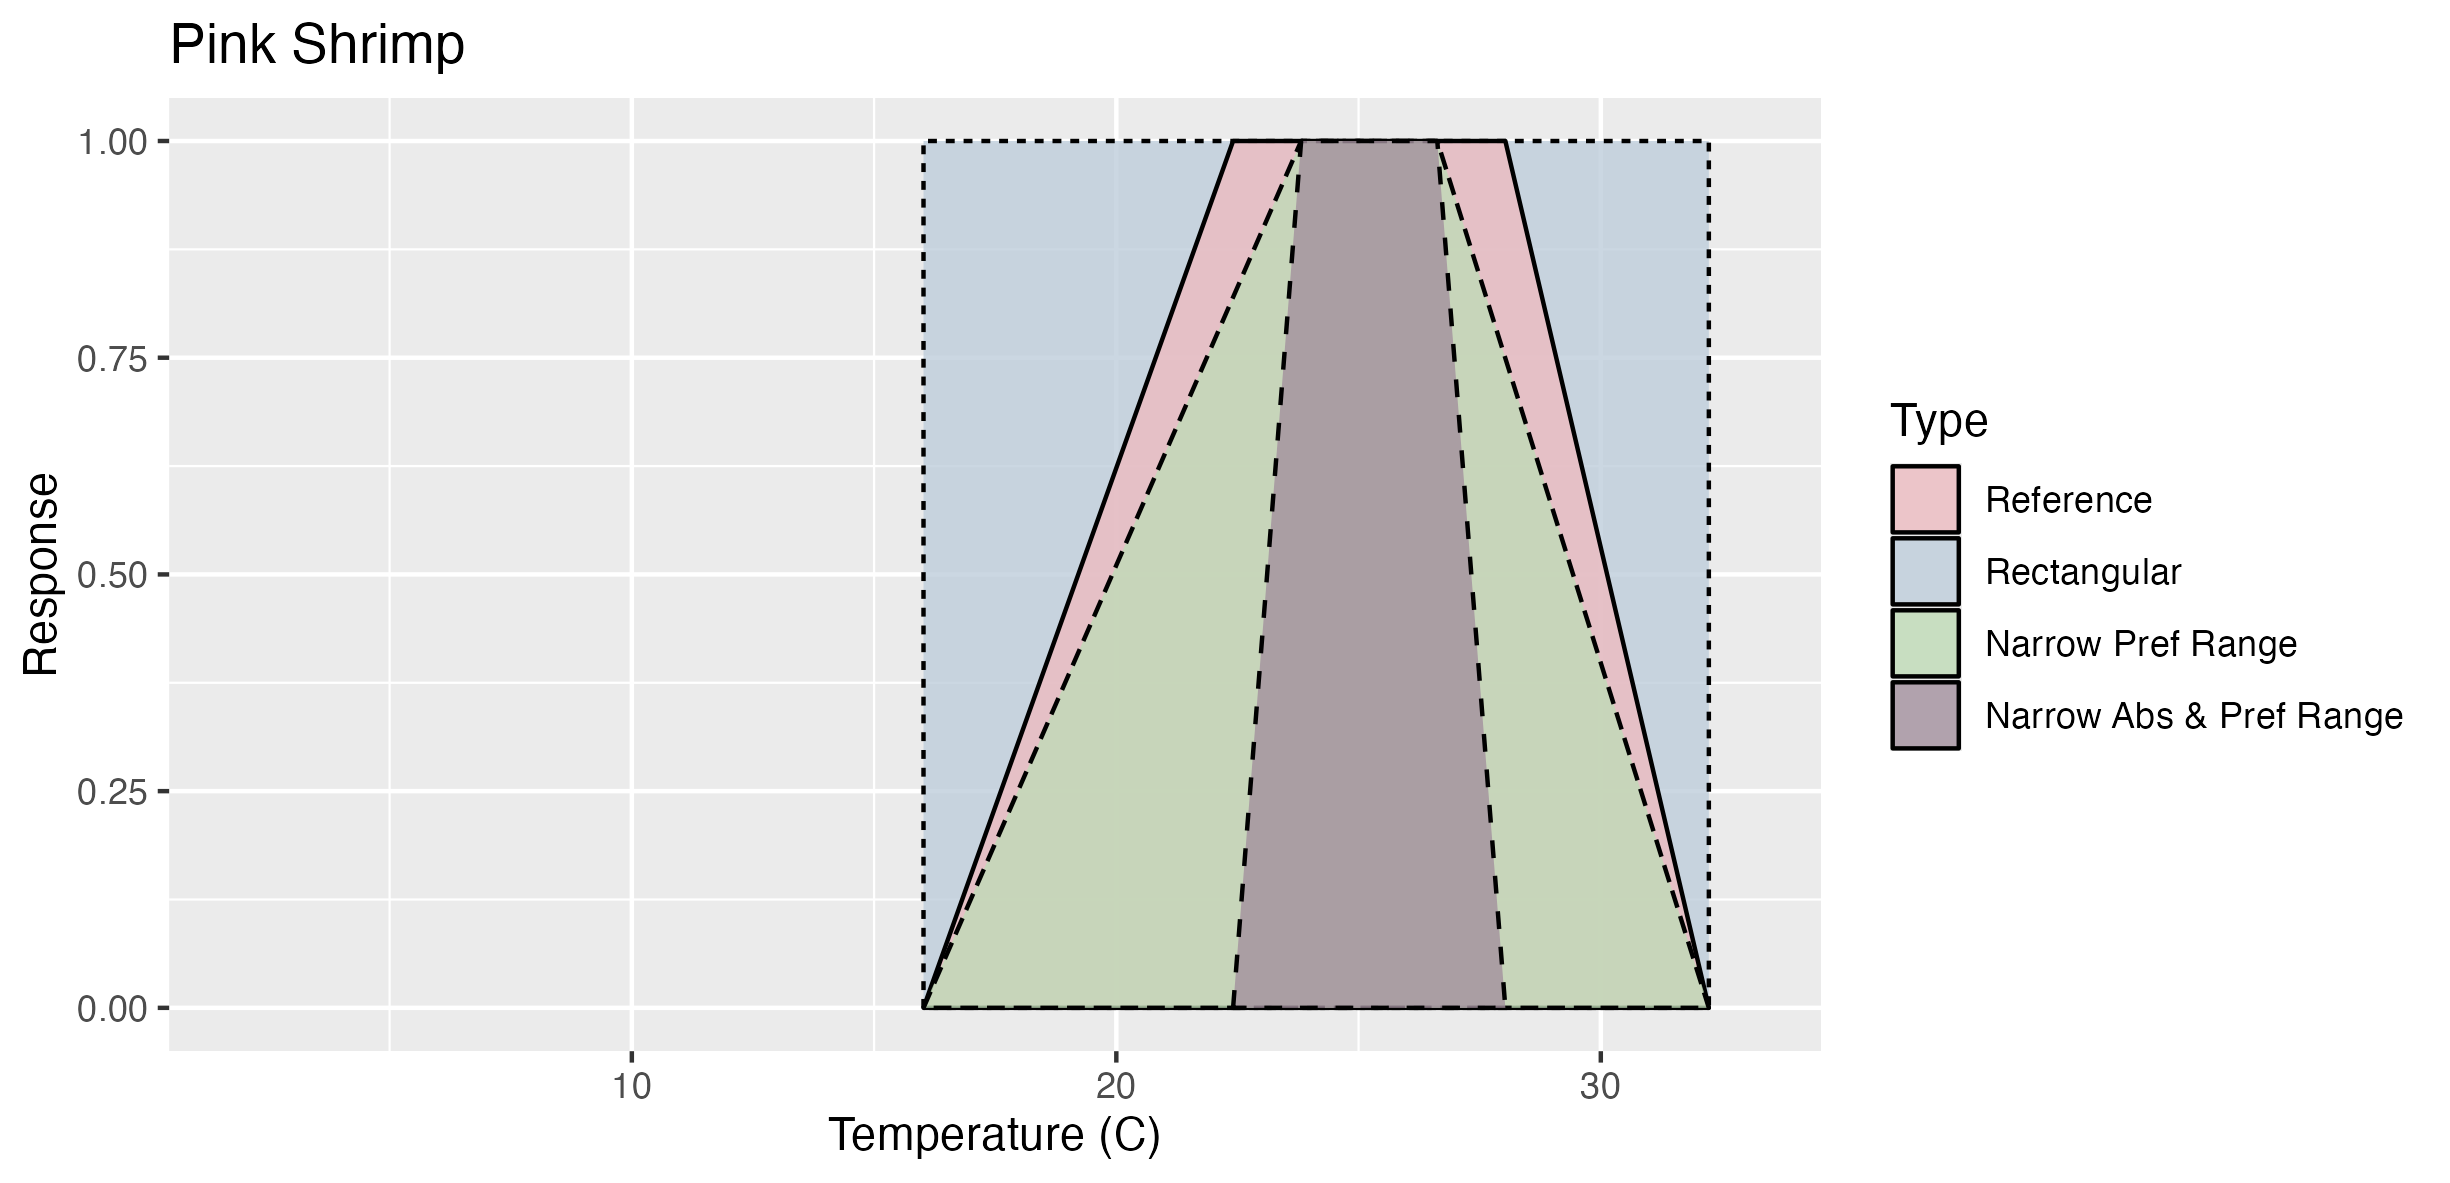 Pink Shrimp
1.00
0.75
0.50
0.25
0.00
Response
10 20 30
Temperature (C)
Type
Reference
Rectangular
Narrow Pref Range
Narrow Abs & Pref Range